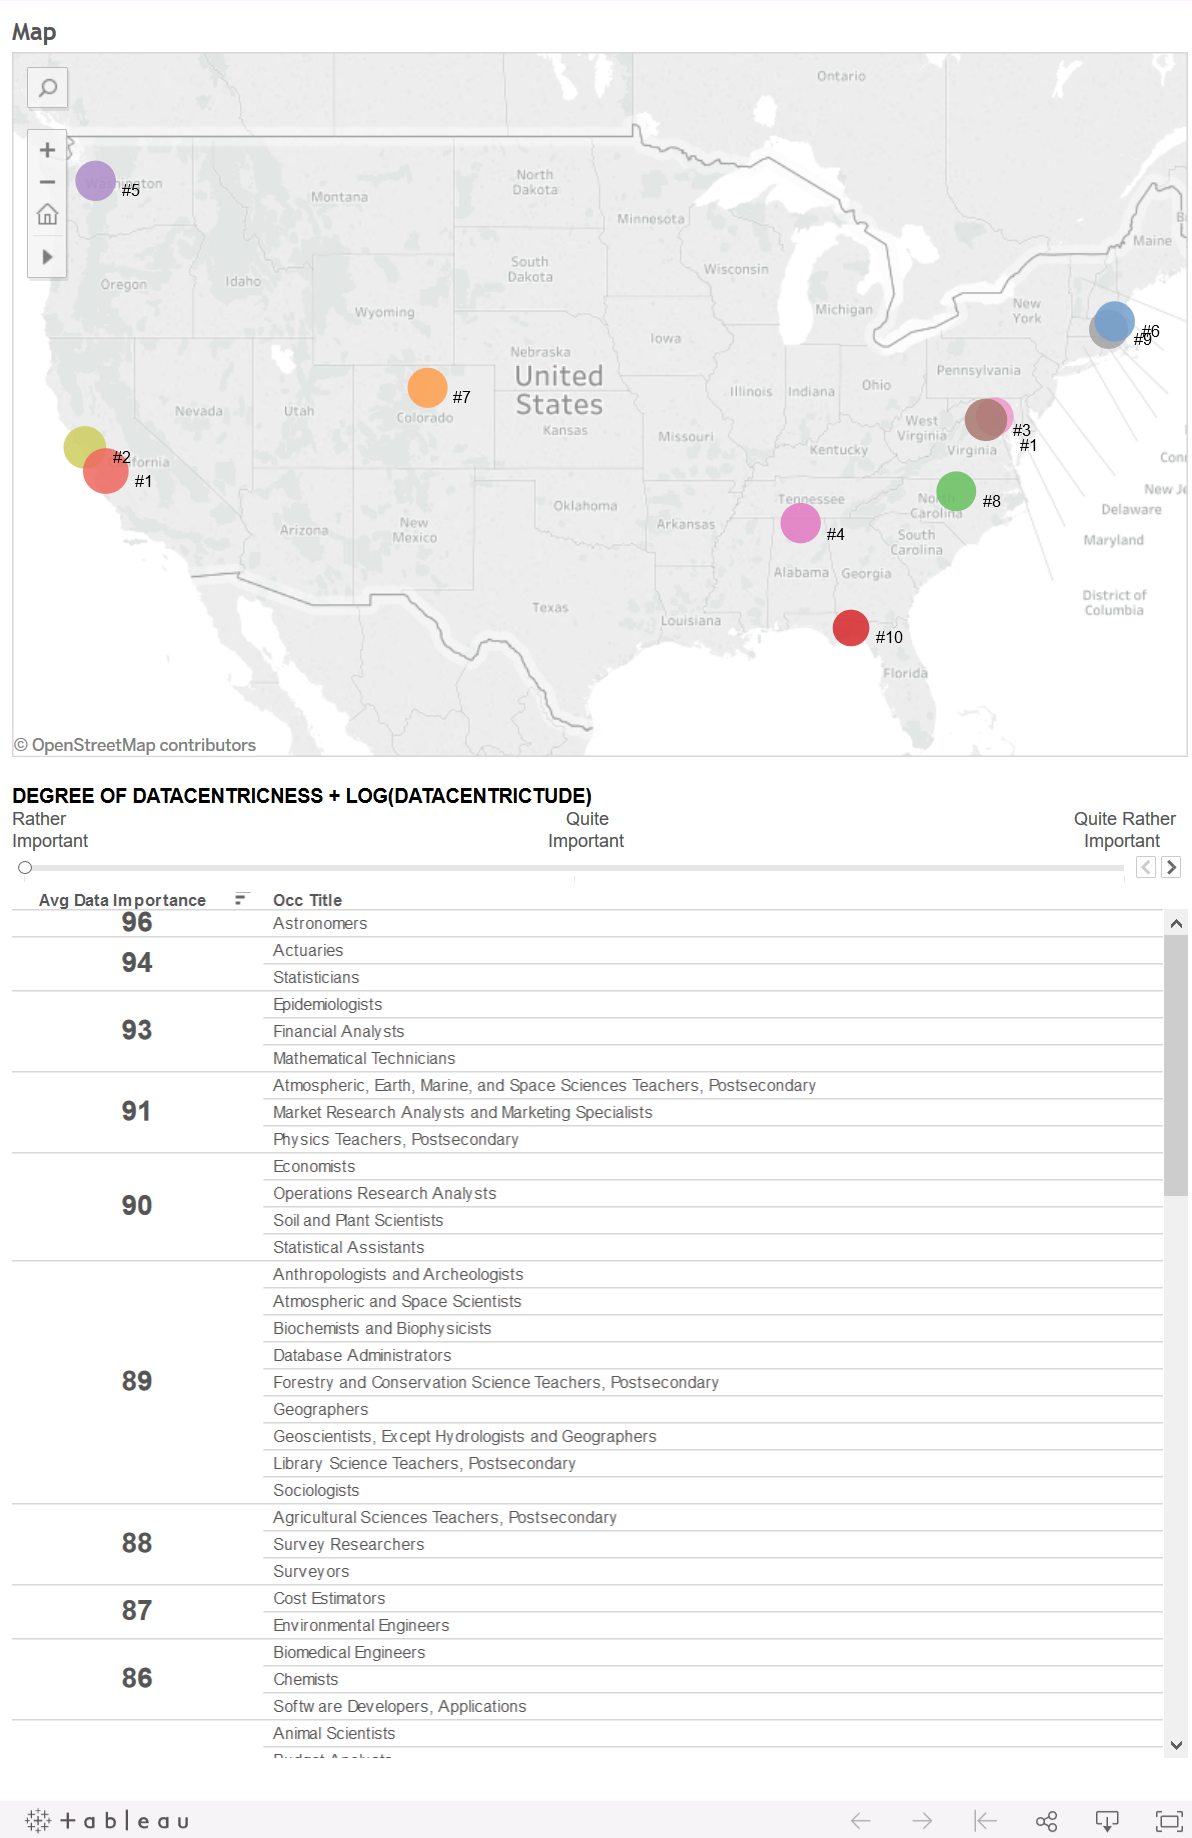 Map
Ontario
Washington
#5
Montana
North
Dakota
Minnesota
Maine
Oregon
Idaho
South
Dakota
Wisconsin
Wyoming
Michigan
New
York
#6
#9
Iowa
Nebraska
United
States
Pennsylvania
Nevada
Utah
Colorado
#7
Kansas
Illinois
Indiana
Ohio
West
Virginia
Missouri
Kentucky
Virginia
#3
#1
#2
#1
Oklahoma
Tennessee
North
Carolina
#8
Delaware
Arizona
New
Mexico
Arkansas
#4
South
Carolina
Maryland
Alabama
Georgia
Texas
Louisiana
District of
Columbia
#10
Florida
© OpenStreetMap contributors
DEGREE OF DATACENTRICNESS + LOG(DATACENTRICTUDE)
Rather
Important
Quite
Important
Quite Rather
Important
Avg Data Importance
Occ Title
96
Astronomers
94
Actuaries
Statisticians
93
Epidemiologists
Financial Analysts
Mathematical Technicians
91
Atmospheric, Earth, Marine, and Space Sciences Teachers, Postsecondary
Market Research Analysts and Marketing Specialists
Physics Teachers, Postsecondary
90
Economists
Operations Research Analysts
Soil and Plant Scientists
Statistical Assistants
89
Anthropologists and Archeologists
Atmospheric and Space Scientists
Biochemists and Biophysicists
Database Administrators
Forestry and Conservation Science Teachers, Postsecondary
Geographers
Geoscientists, Except Hydrologists and Geographers
Library Science Teachers, Postsecondary
Sociologists
88
Agricultural Sciences Teachers, Postsecondary
Survey Researchers
Surveyors
87
Cost Estimators
Environmental Engineers
86
Biomedical Engineers
Chemists
Software Developers, Applications
Animal Scientists
+ a b l e a u